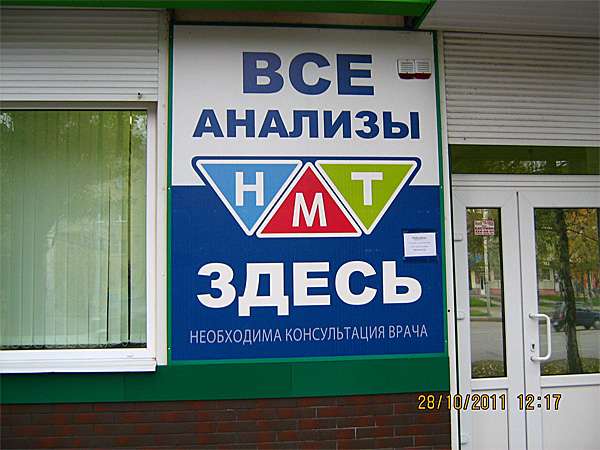 ВСЕ
АНАЛИЗЫ
НМТ
ЗДЕСЬ
НЕОБХОДИМА КОНСУЛЬТАЦИЯ ВРАЧА
28/10/2011 12:17